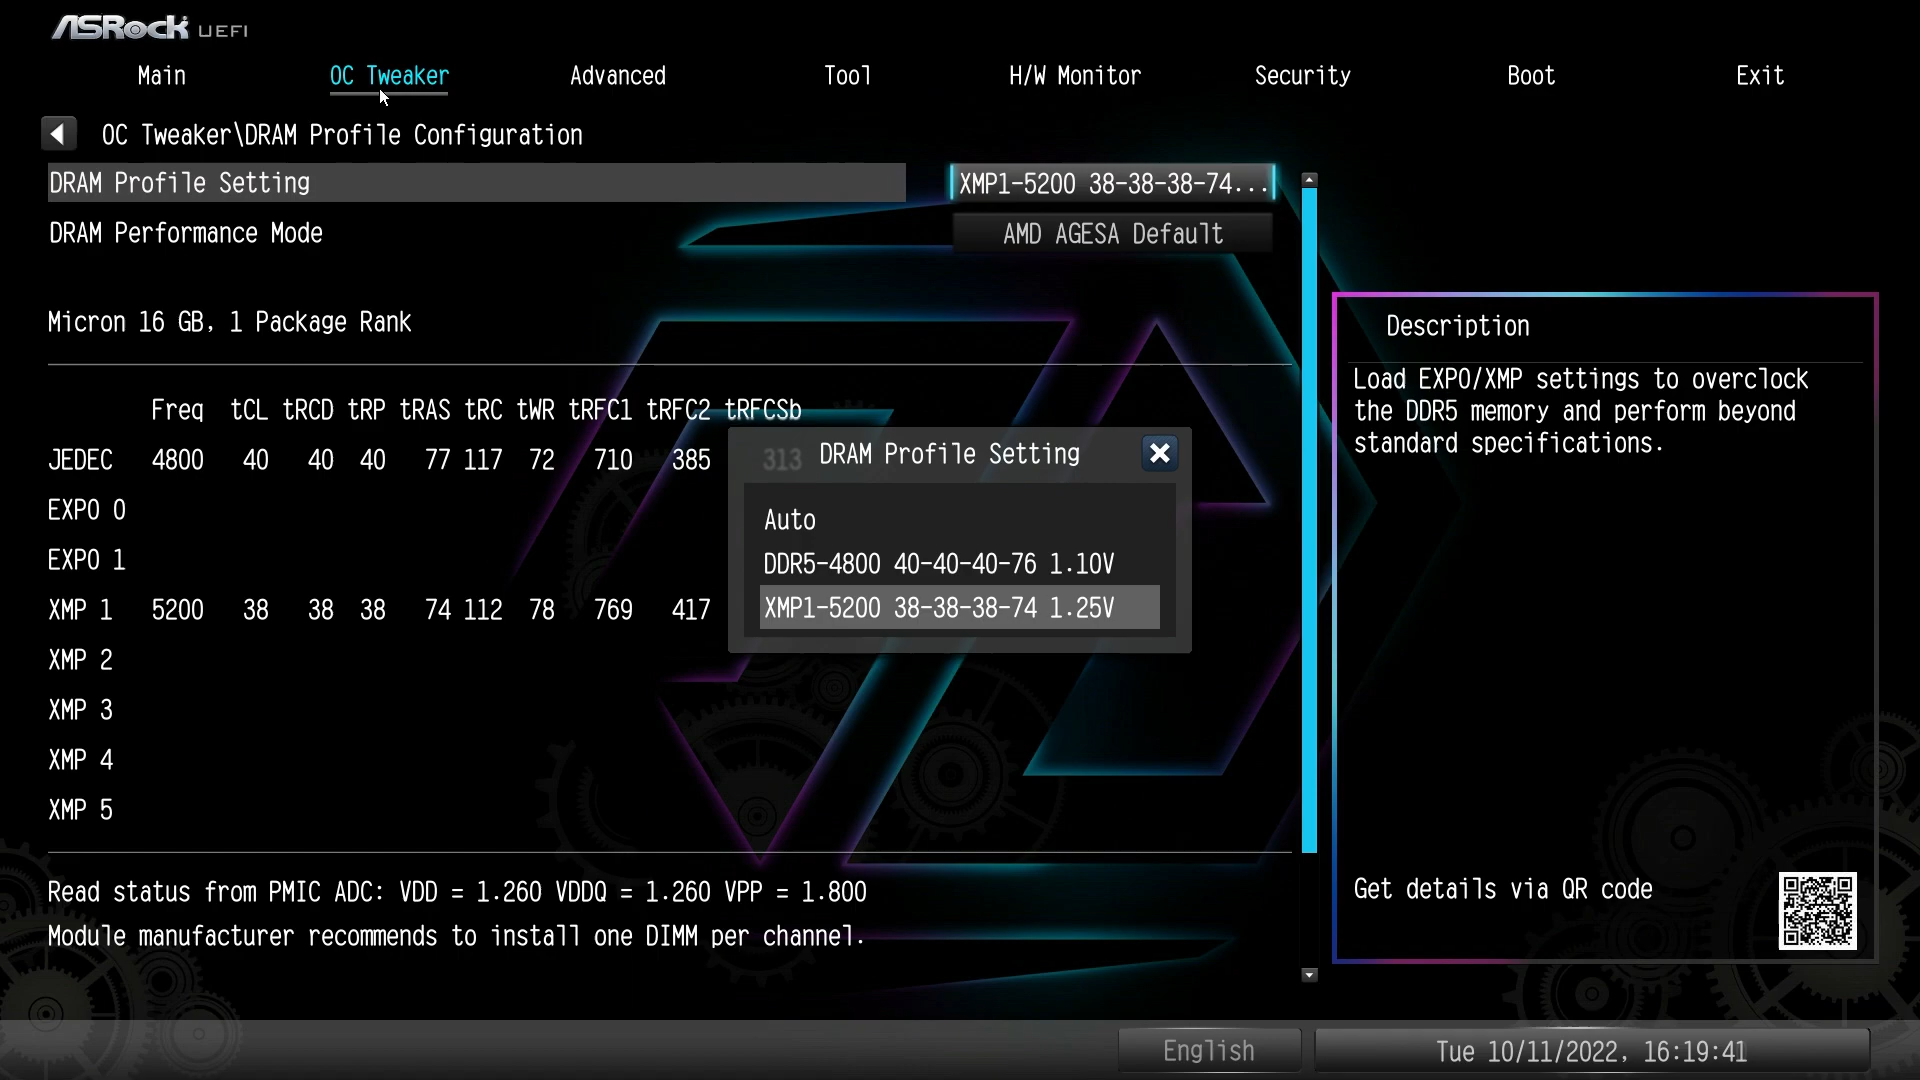 ASRock UEFI
Main OC Tweaker Advanced Tool H/W Monitor Security Boot Exit
OC Tweaker\DRAM Profile Configuration
DRAM Profile Setting XMP1-5200 38-38-38-74...
DRAM Performance Mode AMD AGESA Default
Micron 16 GB, 1 Package Rank
Freq tCL tRCD tRP tRAS tRC tWR tRFC1 tRFC2 tRFCSb
JEDEC 4800 40 40 40 77 117 72 710 385 313
EXPO 0
EXPO 1
XMP 1 5200 38 38 38 74 112 78 769 417
XMP 2
XMP 3
XMP 4
XMP 5
Read status from PMIC ADC: VDD = 1.260 VDDQ = 1.260 VPP = 1.800
Module manufacturer recommends to install one DIMM per channel.
DRAM Profile Setting
Auto
DDR5-4800 40-40-40-76 1.10V
XMP1-5200 38-38-38-74 1.25V
Description
Load EXPO/XMP settings to overclock
the DDR5 memory and perform beyond
standard specifications.
Get details via QR code
English
Tue 10/11/2022, 16:19:41